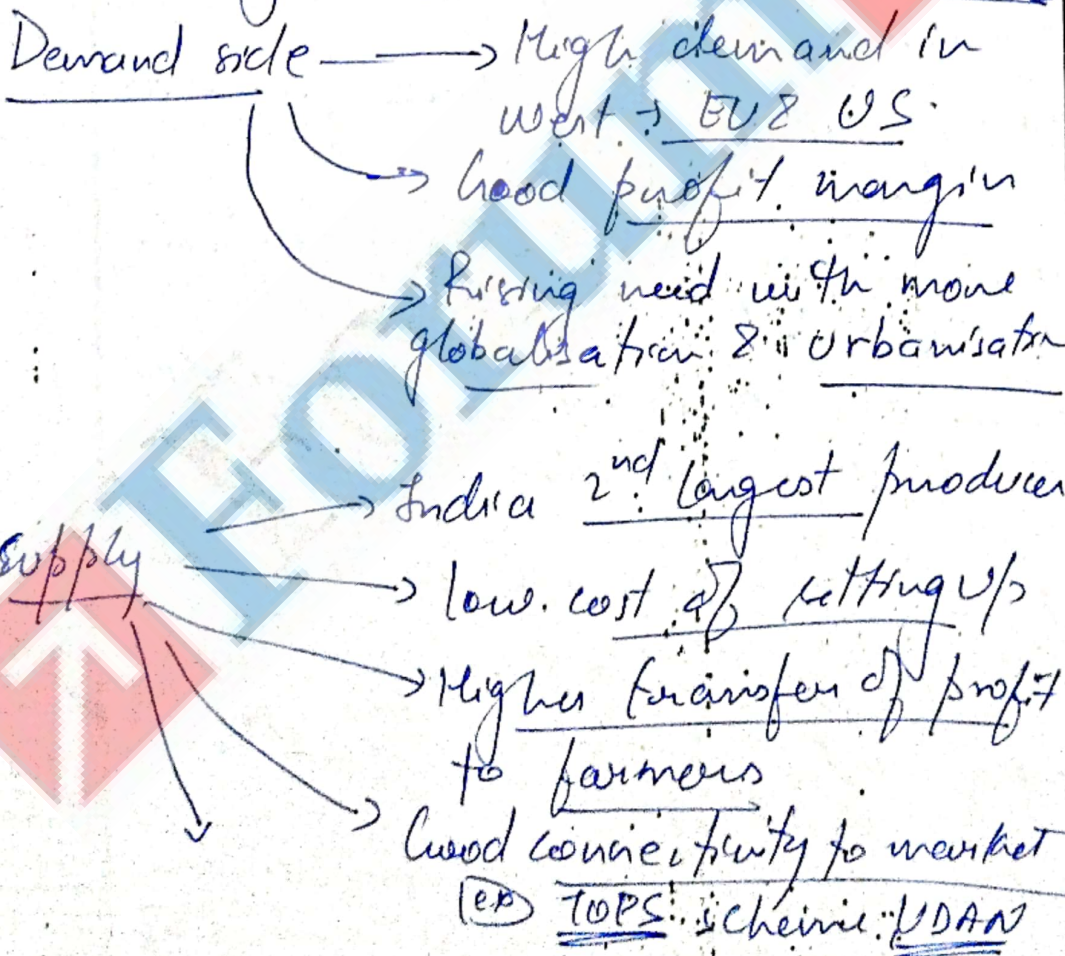 Demand side → High demand in
West → EU & US.
→ Good profit margin
→ Rising need with more
globalisation & urbanisation
→ India 2nd largest producer
Supply
→ low cost of setting up
→ Higher transfer of profit
to farmers
→ Good connectivity to market
(ex) TOPS scheme UDAN
Forum